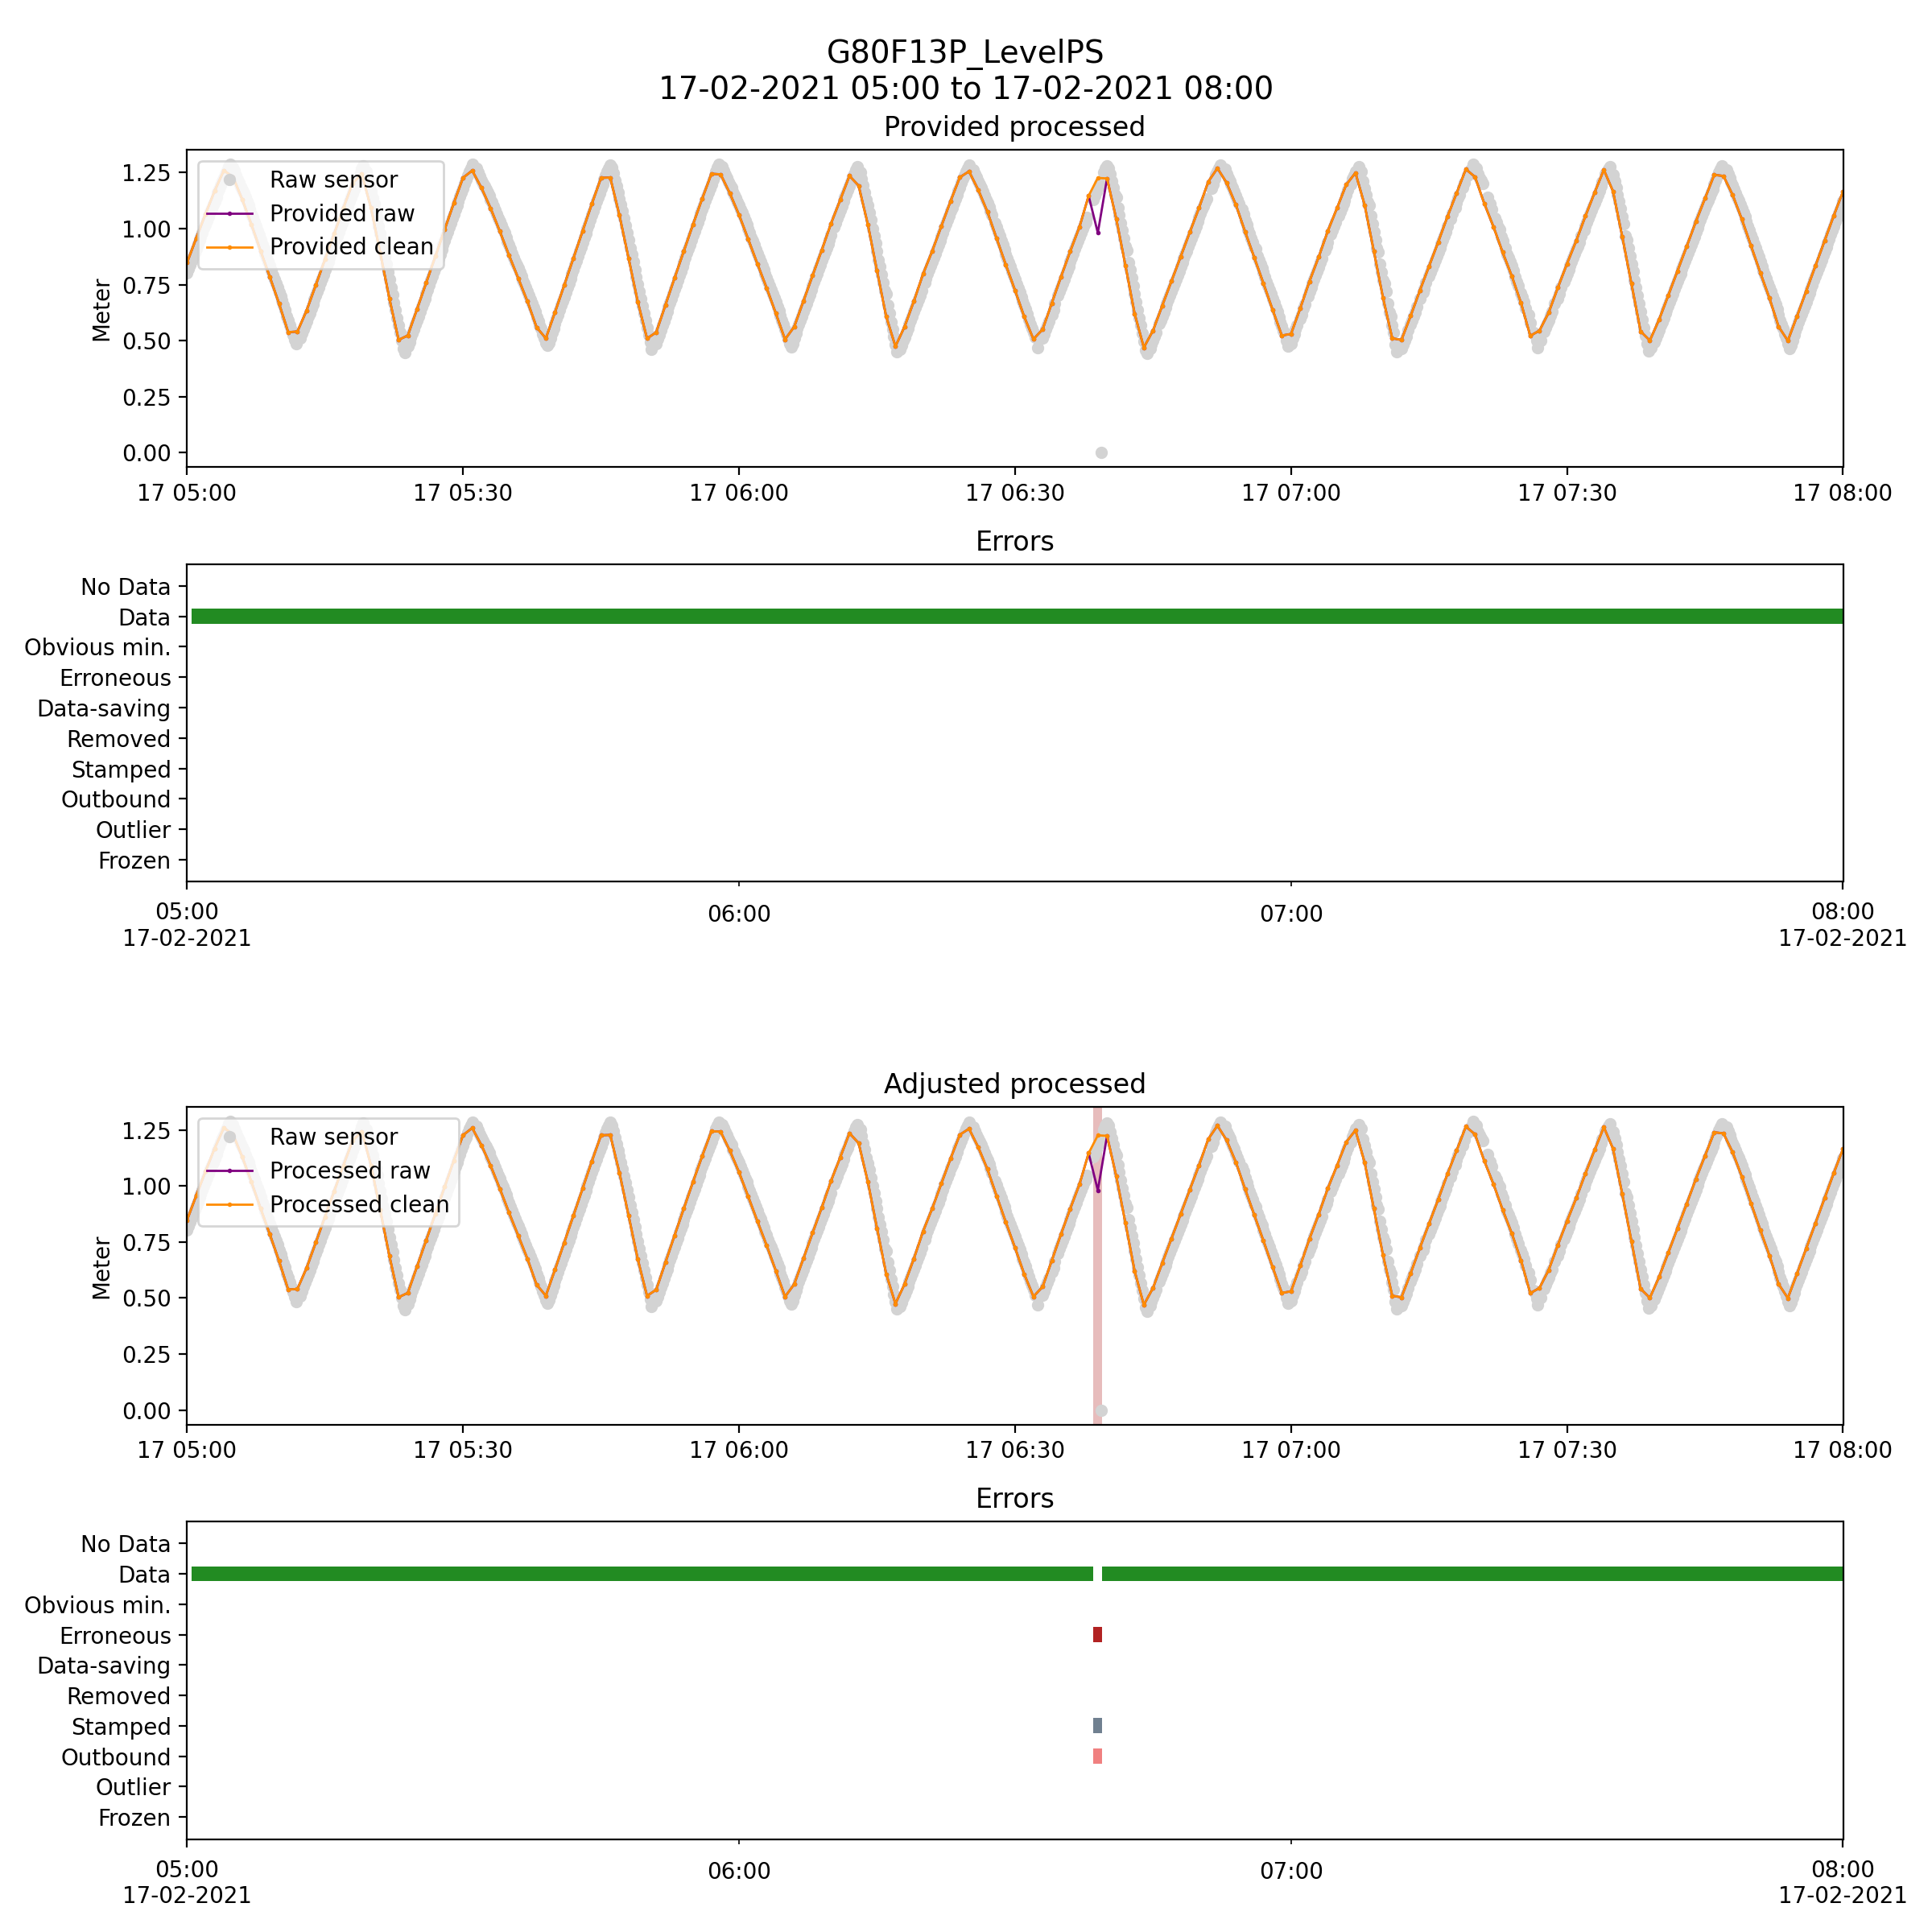 G80F13P_LevelPS
17-02-2021 05:00 to 17-02-2021 08:00
Provided processed
Raw sensor
Provided raw
Provided clean
Meter
1.25
1.00
0.75
0.50
0.25
0.00
17 05:00 17 05:30 17 06:00 17 06:30 17 07:00 17 07:30 17 08:00
Errors
No Data
Data
Obvious min.
Erroneous
Data-saving
Removed
Stamped
Outbound
Outlier
Frozen
05:00 06:00 07:00 08:00
17-02-2021 17-02-2021
Adjusted processed
Raw sensor
Processed raw
Processed clean
Meter
1.25
1.00
0.75
0.50
0.25
0.00
17 05:00 17 05:30 17 06:00 17 06:30 17 07:00 17 07:30 17 08:00
Errors
No Data
Data
Obvious min.
Erroneous
Data-saving
Removed
Stamped
Outbound
Outlier
Frozen
05:00 06:00 07:00 08:00
17-02-2021 17-02-2021